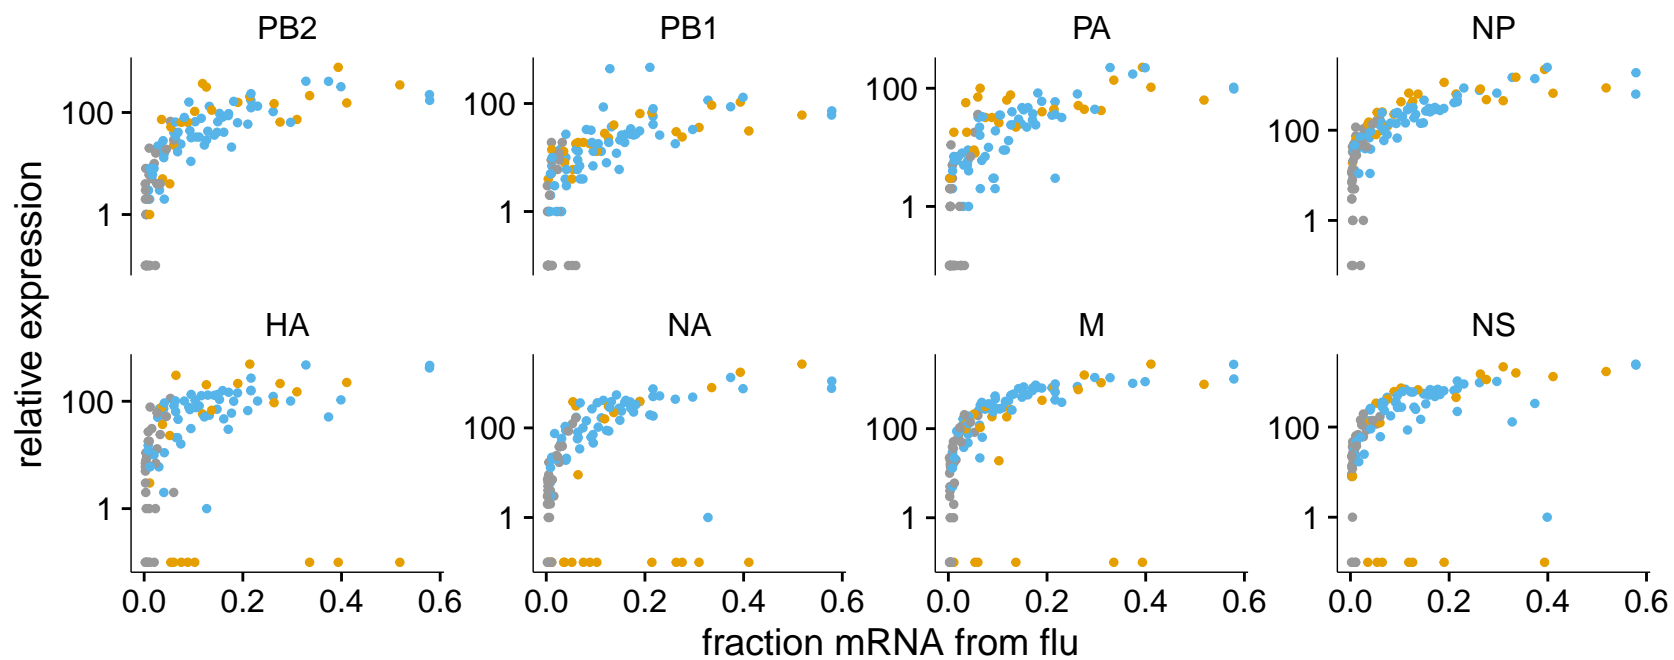 PB2 PB1 PA NP
100 100 100 100
1 1 1 1
relative expression
HA NA M NS
100 100 100 100
1 1 1 1
0.0 0.2 0.4 0.6 0.0 0.2 0.4 0.6 0.0 0.2 0.4 0.6 0.0 0.2 0.4 0.6
fraction mRNA from flu